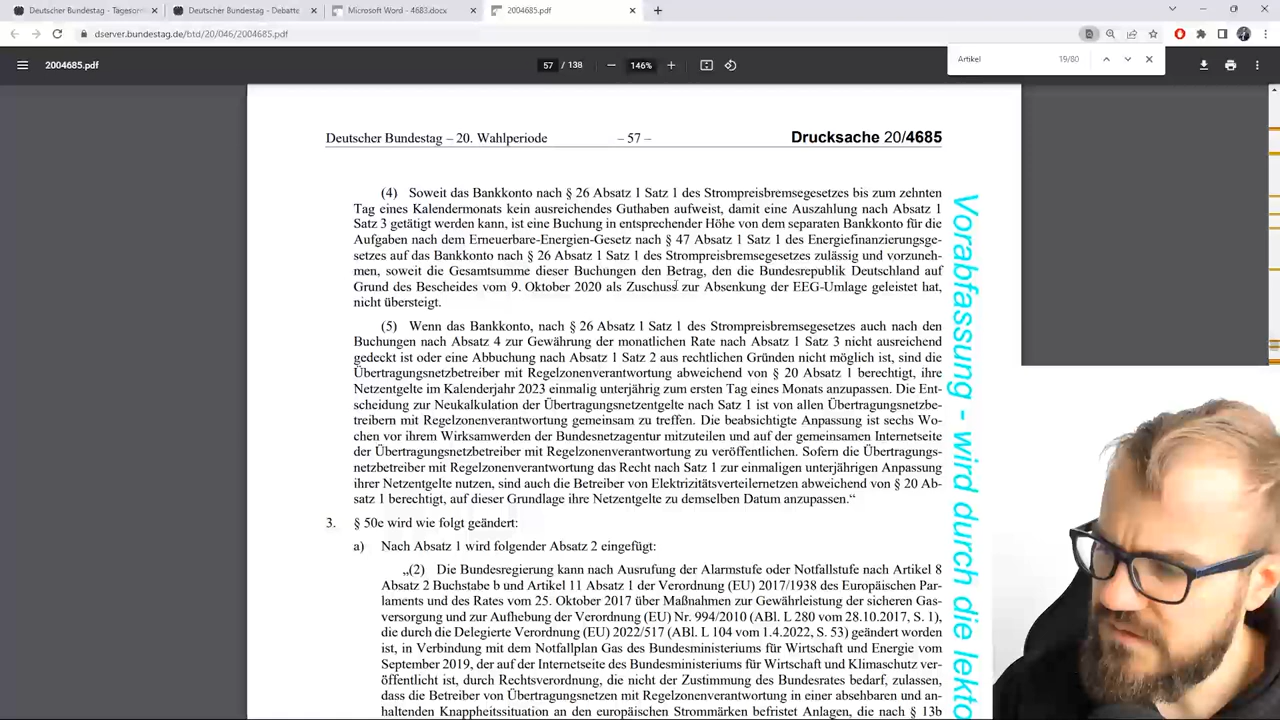 Deutscher Bundestag - Tagesord
Deutscher Bundestag - Debatte
Microsoft Word - 4683.docx
2004685.pdf
dserver.bundestag.de/btd/20/046/2004685.pdf
2004685.pdf
57 / 138
146%
Artikel
19/80
Deutscher Bundestag – 20. Wahlperiode
– 57 –
Drucksache 20/4685
(4) Soweit das Bankkonto nach § 26 Absatz 1 Satz 1 des Strompreisbremsegesetzes bis zum zehnten
Tag eines Kalendermonats kein ausreichendes Guthaben aufweist, damit eine Auszahlung nach Absatz 1
Satz 3 getätigt werden kann, ist eine Buchung in entsprechender Höhe von dem separaten Bankkonto für die
Aufgaben nach dem Erneuerbare-Energien-Gesetz nach § 47 Absatz 1 Satz 1 des Energiefinanzierungsge-
setzes auf das Bankkonto nach § 26 Absatz 1 Satz 1 des Strompreisbremsegesetzes zulässig und vorzuneh-
men, soweit die Gesamtsumme dieser Buchungen den Betrag, den die Bundesrepublik Deutschland auf
Grund des Bescheides vom 9. Oktober 2020 als Zuschuss zur Absenkung der EEG-Umlage geleistet hat,
nicht übersteigt.
(5) Wenn das Bankkonto, nach § 26 Absatz 1 Satz 1 des Strompreisbremsegesetzes auch nach den
Buchungen nach Absatz 4 zur Gewährung der monatlichen Rate nach Absatz 1 Satz 3 nicht ausreichend
gedeckt ist oder eine Abbuchung nach Absatz 1 Satz 2 aus rechtlichen Gründen nicht möglich ist, sind die
Übertragungsnetzbetreiber mit Regelzonenverantwortung abweichend von § 20 Absatz 1 berechtigt, ihre
Netzentgelte im Kalenderjahr 2023 einmalig unterjährig zum ersten Tag eines Monats anzupassen. Die Ent-
scheidung zur Neukalkulation der Übertragungsnetzentgelte nach Satz 1 ist von allen Übertragungsnetzbe-
treibern mit Regelzonenverantwortung gemeinsam zu treffen. Die beabsichtigte Anpassung ist sechs Wo-
chen vor ihrem Wirksamwerden der Bundesnetzagentur mitzuteilen und auf der gemeinsamen Internetseite
der Übertragungsnetzbetreiber mit Regelzonenverantwortung zu veröffentlichen. Sofern die Übertragungs-
netzbetreiber mit Regelzonenverantwortung das Recht nach Satz 1 zur einmaligen unterjährigen Anpassung
ihrer Netzentgelte nutzen, sind auch die Betreiber von Elektrizitätsverteilernetzen abweichend von § 20 Ab-
satz 1 berechtigt, auf dieser Grundlage ihre Netzentgelte zu demselben Datum anzupassen.“
3. § 50e wird wie folgt geändert:
a) Nach Absatz 1 wird folgender Absatz 2 eingefügt:
„(2) Die Bundesregierung kann nach Ausrufung der Alarmstufe oder Notfallstufe nach Artikel 8
Absatz 2 Buchstabe b und Artikel 11 Absatz 1 der Verordnung (EU) 2017/1938 des Europäischen Par-
laments und des Rates vom 25. Oktober 2017 über Maßnahmen zur Gewährleistung der sicheren Gas-
versorgung und zur Aufhebung der Verordnung (EU) Nr. 994/2010 (ABl. L 280 vom 28.10.2017, S. 1),
die durch die Delegierte Verordnung (EU) 2022/517 (ABl. L 104 vom 1.4.2022, S. 53) geändert worden
ist, in Verbindung mit dem Notfallplan Gas des Bundesministeriums für Wirtschaft und Energie vom
September 2019, der auf der Internetseite des Bundesministeriums für Wirtschaft und Klimaschutz ver-
öffentlicht ist, durch Rechtsverordnung, die nicht der Zustimmung des Bundesrates bedarf, zulassen,
dass die Betreiber von Übertragungsnetzen mit Regelzonenverantwortung in einer absehbaren und an-
haltenden Knappheitssituation an den europäischen Strommärken befristet Anlagen, die nach § 13b
Vorabfassung - wird durch die lekto